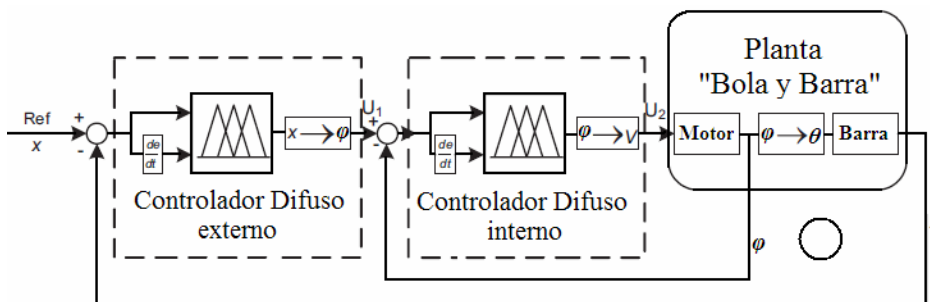 Planta
"Bola y Barra"
Ref
x
+
-
de
dt
x → φ
U1
+
-
de
dt
φ → V
U2
Motor
φ → θ
Barra
Controlador Difuso
externo
Controlador Difuso
interno
φ